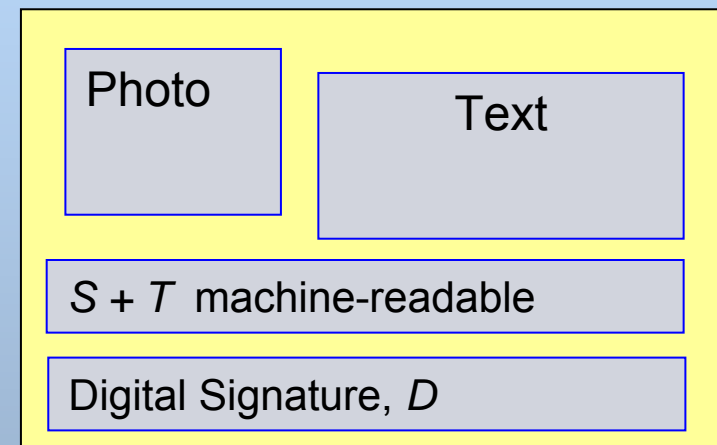 Photo
Text
S + T machine-readable
Digital Signature, D